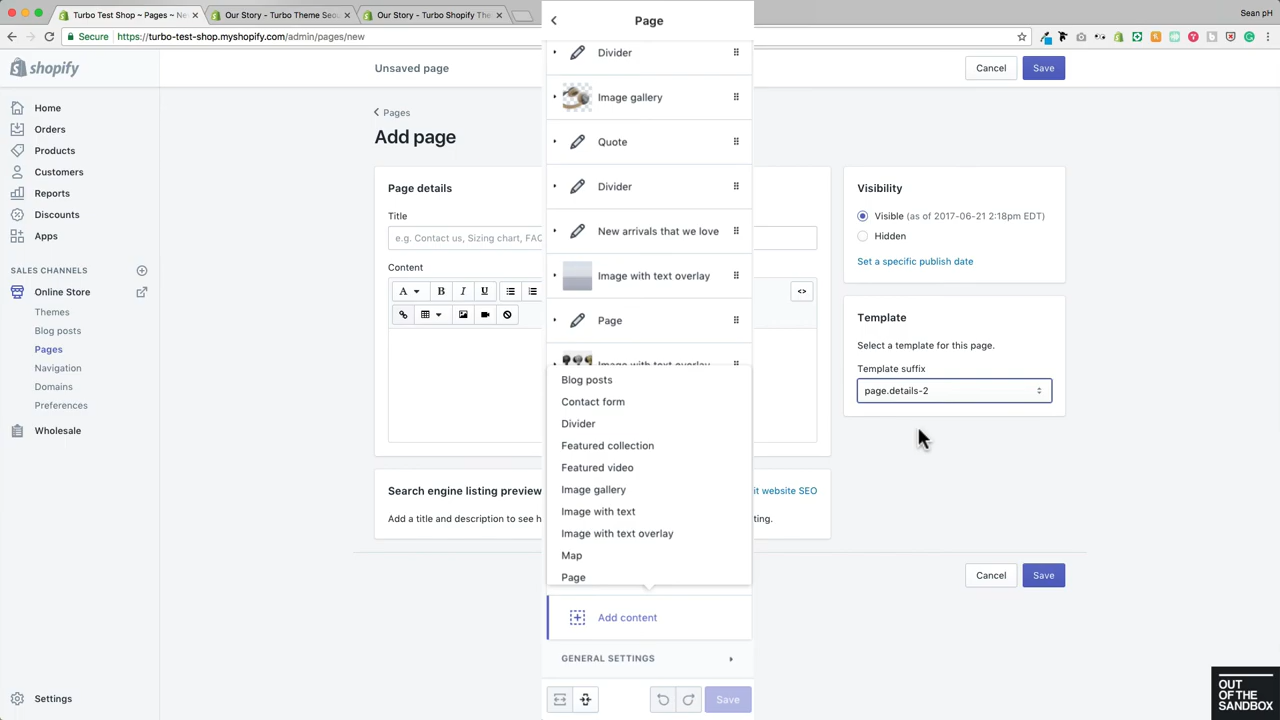 Turbo Test Shop ~ Pages ~ Ne
Our Story - Turbo Theme Seou
Our Story - Turbo Shopify The
Sean PH
Secure
https://turbo-test-shop.myshopify.com/admin/pages/new
shopify
Unsaved page
Cancel
Save
Home
Orders
Products
Customers
Reports
Discounts
Apps
SALES CHANNELS
Online Store
Themes
Blog posts
Pages
Navigation
Domains
Preferences
Wholesale
Settings
Pages
Add page
Page details
Title
e.g. Contact us, Sizing chart, FAQ
Content
A
B
I
U
<>
Search engine listing preview
it website SEO
Add a title and description to see h
ting.
Page
Divider
Image gallery
Quote
Divider
New arrivals that we love
Image with text overlay
Page
Image with text overlay
Blog posts
Contact form
Divider
Featured collection
Featured video
Image gallery
Image with text
Image with text overlay
Map
Page
Add content
GENERAL SETTINGS
Save
Visibility
Visible (as of 2017-06-21 2:18pm EDT)
Hidden
Set a specific publish date
Template
Select a template for this page.
Template suffix
page.details-2
Cancel
Save
OUT
OF THE
SANDBOX